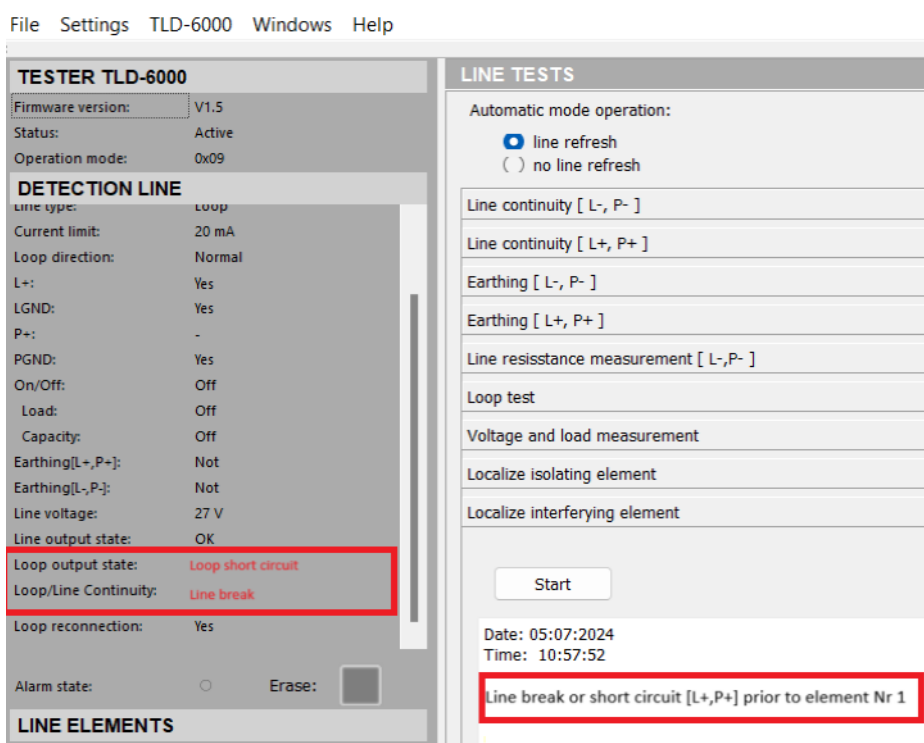 File Settings TLD-6000 Windows Help
TESTER TLD-6000
Firmware version: V1.5
Status: Active
Operation mode: 0x09
DETECTION LINE
Line type: Loop
Current limit: 20 mA
Loop direction: Normal
L+: Yes
LGND: Yes
P+: -
PGND: Yes
On/Off: Off
Load: Off
Capacity: Off
Earthing[L+,P+]: Not
Earthing[L-,P-]: Not
Line voltage: 27 V
Line output state: OK
Loop output state: Loop short circuit
Loop/Line Continuity: Line break
Loop reconnection: Yes
Alarm state: Erase:
LINE ELEMENTS
LINE TESTS
Automatic mode operation:
line refresh
no line refresh
Line continuity [ L-, P- ]
Line continuity [ L+, P+ ]
Earthing [ L-, P- ]
Earthing [ L+, P+ ]
Line resisstance measurement [ L-,P- ]
Loop test
Voltage and load measurement
Localize isolating element
Localize interfering element
Start
Date: 05:07:2024
Time: 10:57:52
Line break or short circuit [L+,P+] prior to element Nr 1